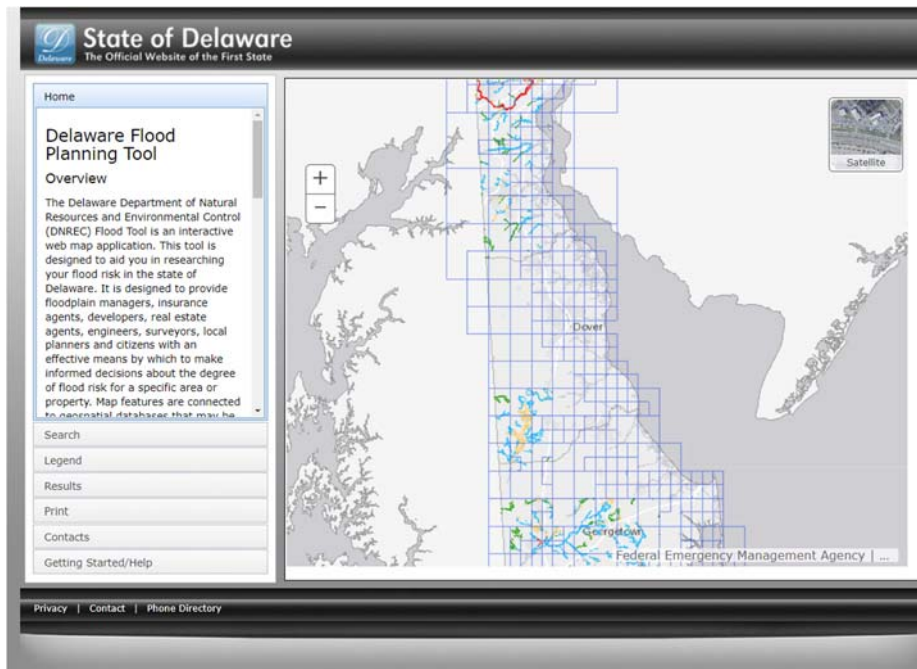 State of Delaware
The Official Website of the First State
Delaware
Home
Delaware Flood
Planning Tool
Overview
The Delaware Department of Natural
Resources and Environmental Control
(DNREC) Flood Tool is an interactive
web map application. This tool is
designed to aid you in researching
your flood risk in the state of
Delaware. It is designed to provide
floodplain managers, insurance
agents, developers, real estate
agents, engineers, surveyors, local
planners and citizens with an
effective means by which to make
informed decisions about the degree
of flood risk for a specific area or
property. Map features are connected
to geospatial databases that may be
Search
Legend
Results
Print
Contacts
Getting Started/Help
+
−
Satellite
Dover
Georgetown
Federal Emergency Management Agency | ...
Privacy | Contact | Phone Directory